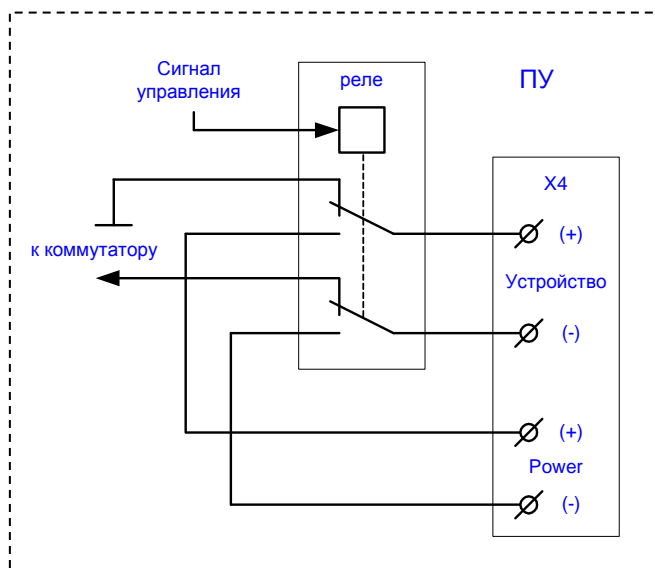 Сигнал
управления
реле
ПУ
X4
(+)
к коммутатору
Устройство
(-)
(+)
Power
(-)